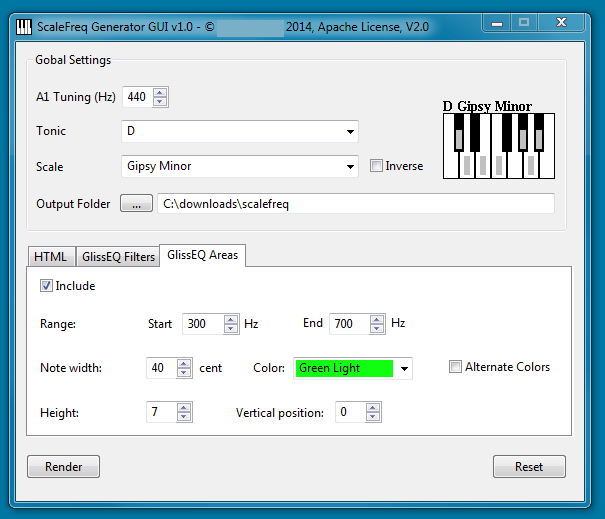 ScaleFreq Generator GUI v1.0 - © 2014, Apache License, V2.0
Gobal Settings
A1 Tuning (Hz) 440
D Gipsy Minor
Tonic D
Scale Gipsy Minor Inverse
Output Folder ... C:\downloads\scalefreq
HTML GlissEQ Filters GlissEQ Areas
Include
Range: Start 300 Hz End 700 Hz
Note width: 40 cent Color: Green Light Alternate Colors
Height: 7 Vertical position: 0
Render Reset